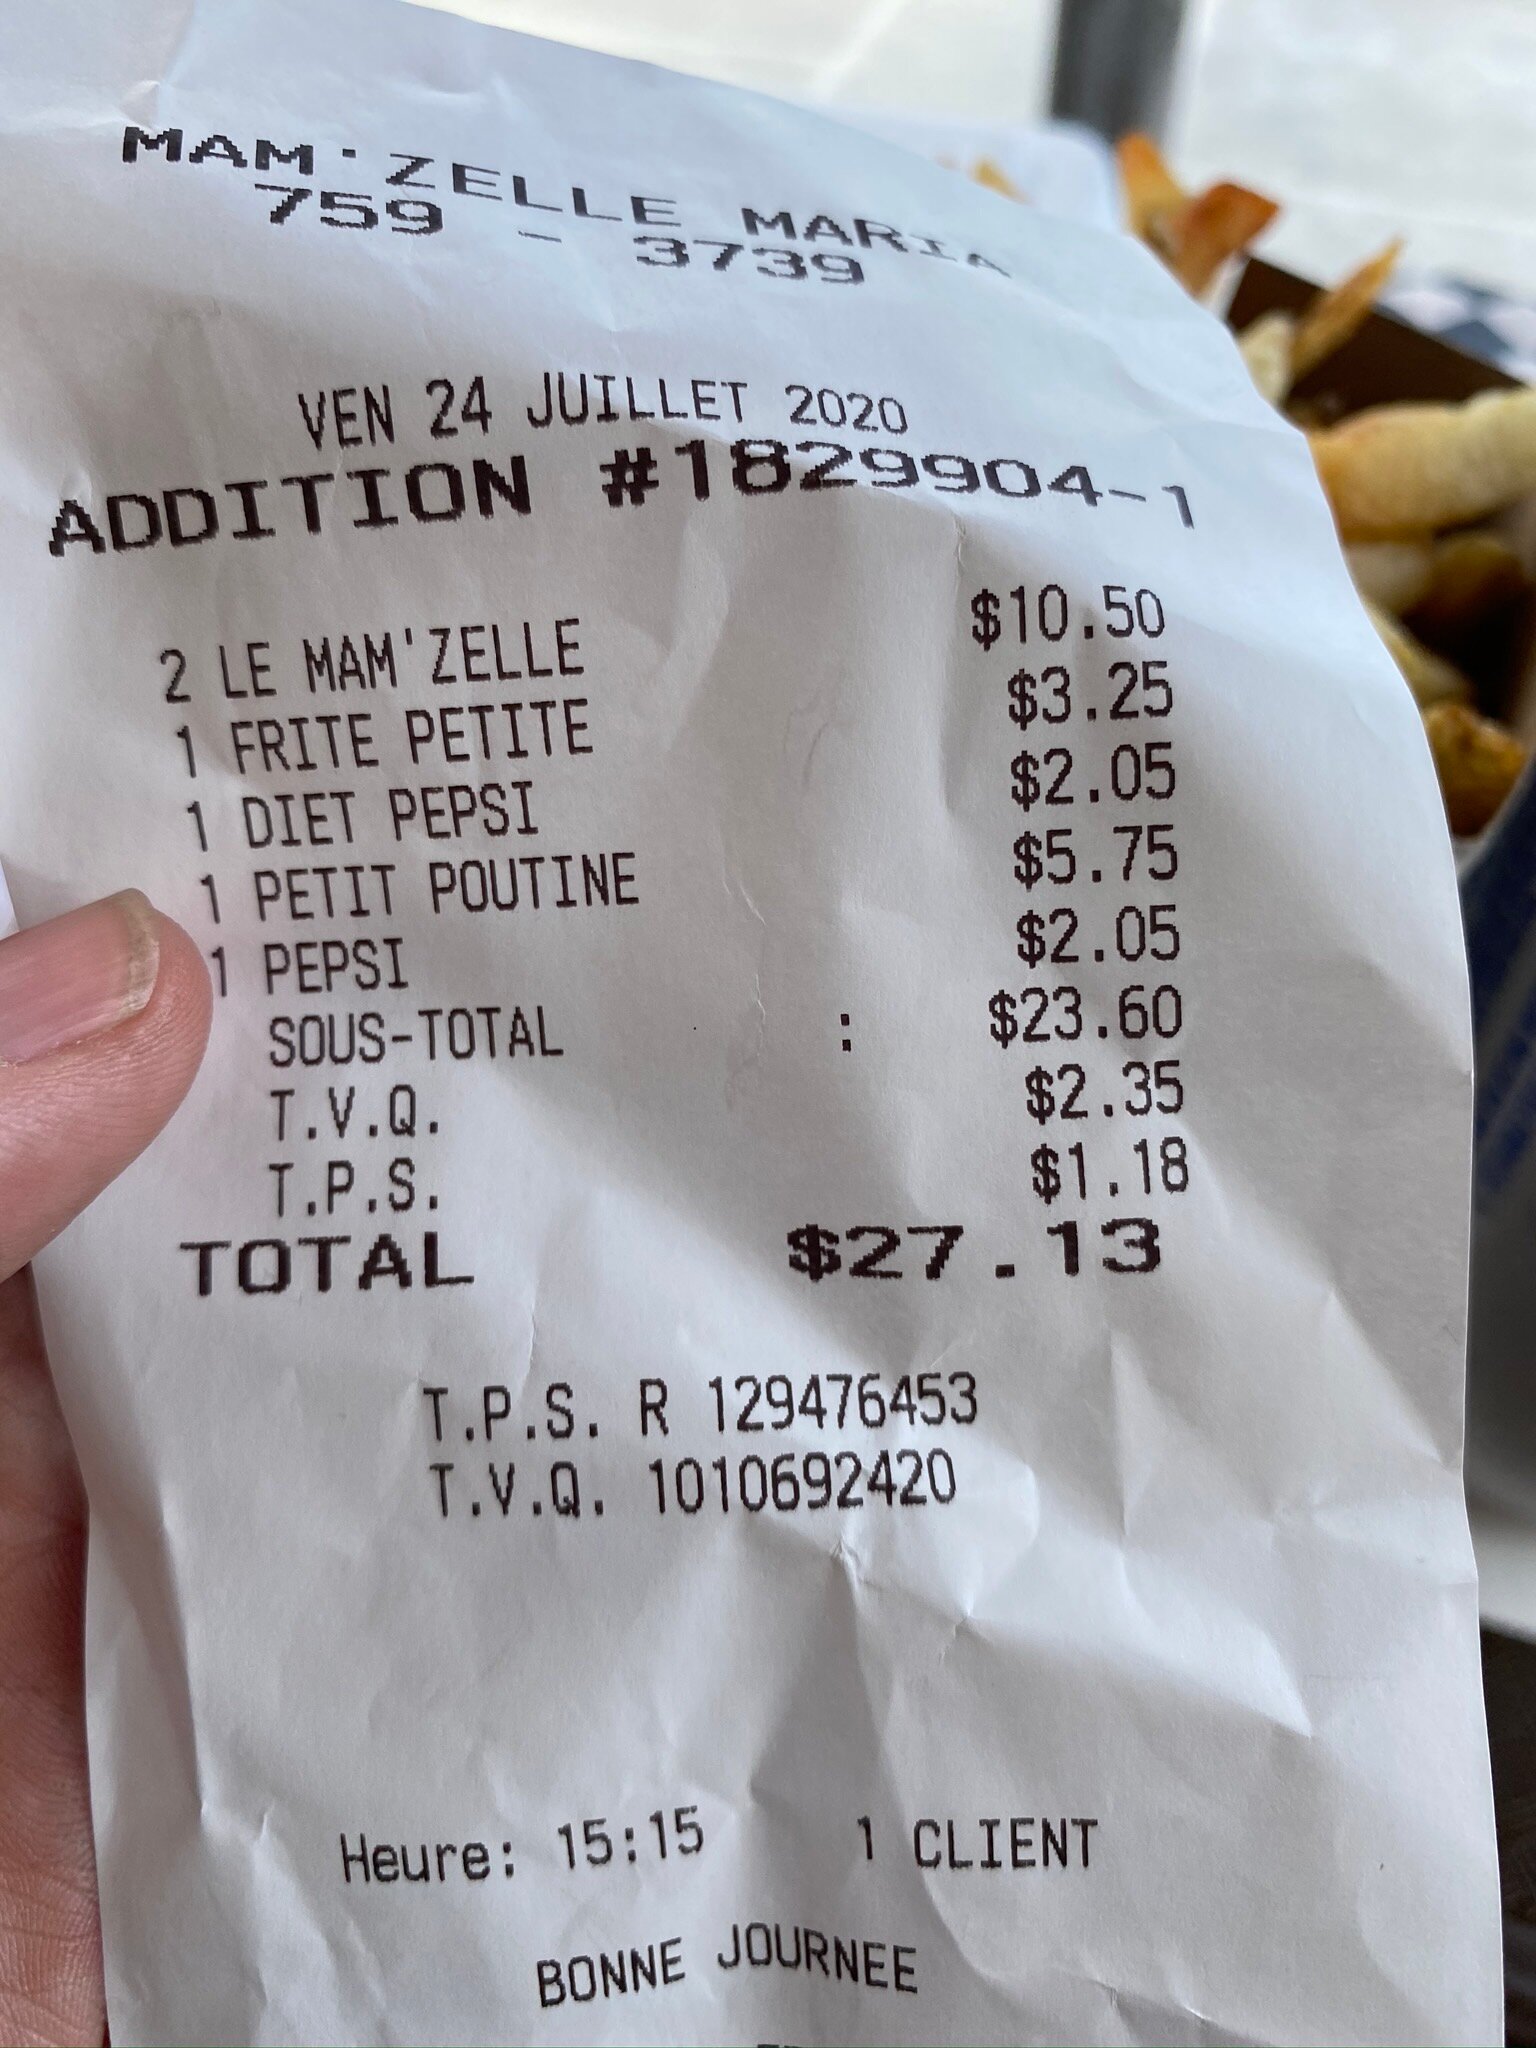 MAM'ZELLE MARIA
759 - 3739
VEN 24 JUILLET 2020
ADDITION #1829904-1
2 LE MAM'ZELLE $10.50
1 FRITE PETITE $3.25
1 DIET PEPSI $2.05
1 PETIT POUTINE $5.75
1 PEPSI $2.05
SOUS-TOTAL : $23.60
T.V.Q. $2.35
T.P.S. $1.18
TOTAL $27.13
T.P.S. R 129476453
T.V.Q. 1010692420
Heure: 15:15 1 CLIENT
BONNE JOURNEE